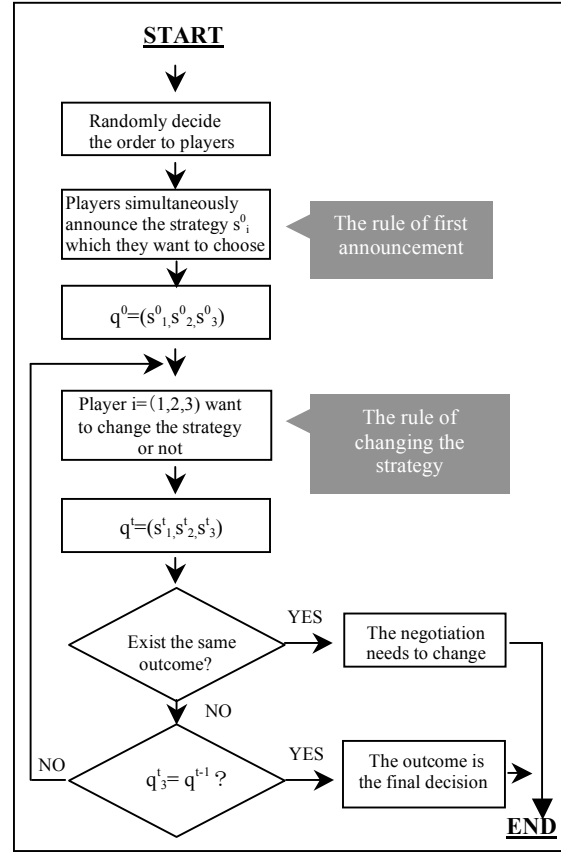 START
Randomly decide
the order to players
Players simultaneously
announce the strategy s⁰ᵢ
which they want to choose
The rule of first
announcement
q⁰=(s⁰₁,s⁰₂,s⁰₃)
Player i=(1,2,3) want
to change the strategy
or not
The rule of
changing the
strategy
qᵗ=(sᵗ₁,sᵗ₂,sᵗ₃)
Exist the same
outcome?
YES
The negotiation
needs to change
NO
qᵗ₃= qᵗ⁻¹ ?
NO
YES
The outcome is
the final decision
END